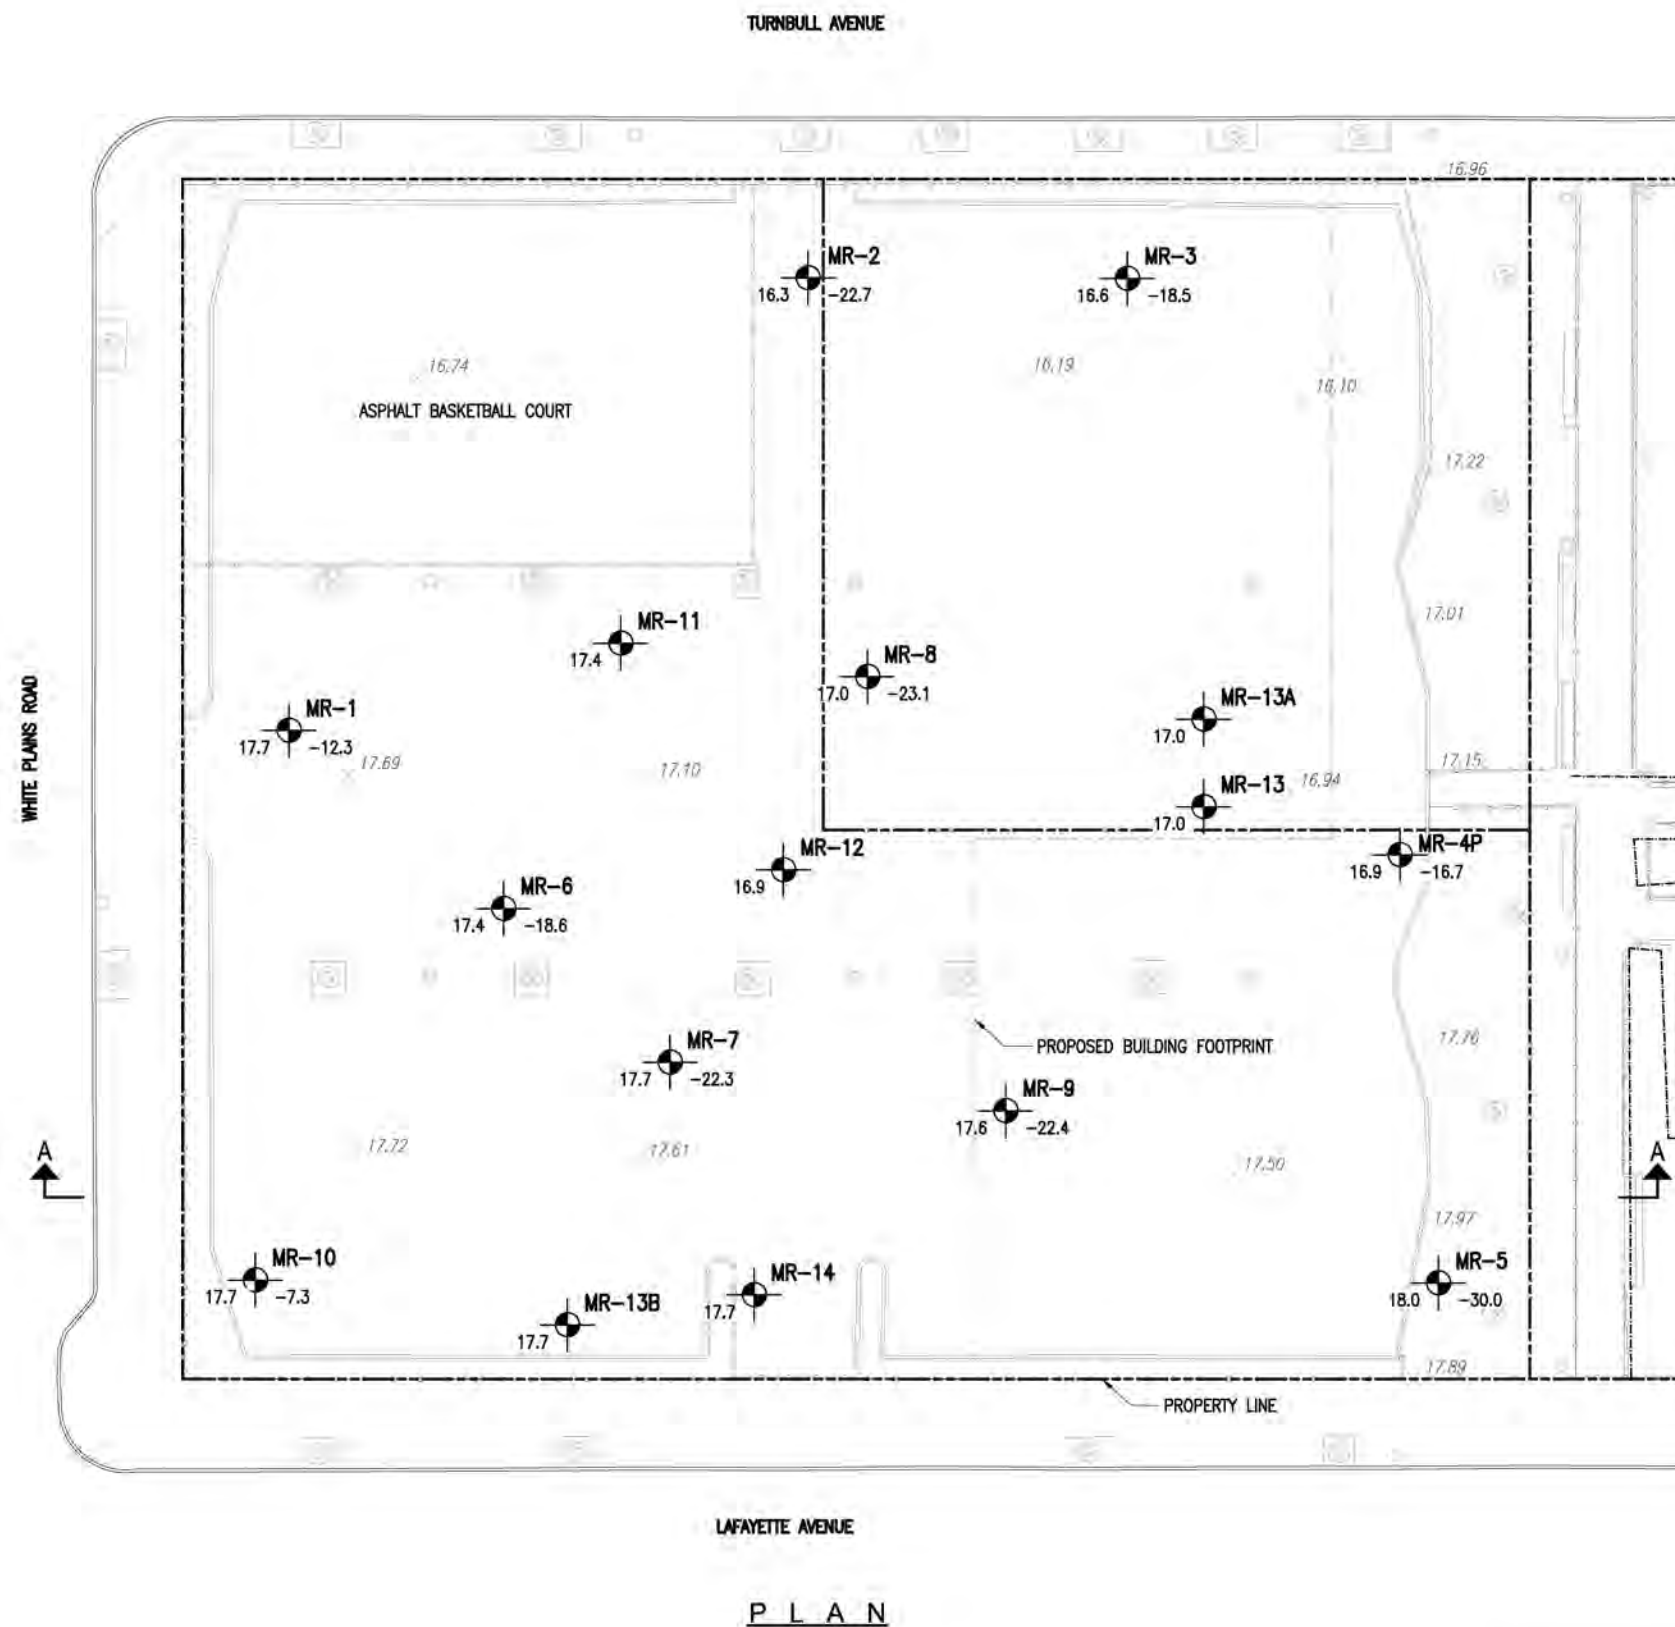 TURNBULL AVENUE
16.96
MR-2
16.3 -22.7
MR-3
16.6 -18.5
16.74
ASPHALT BASKETBALL COURT
16.19
16.10
17.22
17.01
MR-11
17.4
MR-8
17.0 -23.1
MR-13A
17.0
WHITE PLAINS ROAD
MR-1
17.7 -12.3
17.69
17.10
17.15
16.94
MR-13
17.0
MR-12
16.9
MR-4P
16.9 -16.7
MR-6
17.4 -18.6
MR-7
17.7 -22.3
PROPOSED BUILDING FOOTPRINT
17.76
MR-9
17.6 -22.4
A
17.72
17.61
17.50
A
17.97
MR-10
17.7 -7.3
MR-13B
17.7
MR-14
17.7
MR-5
18.0 -30.0
17.89
PROPERTY LINE
LAFAYETTE AVENUE
PLAN